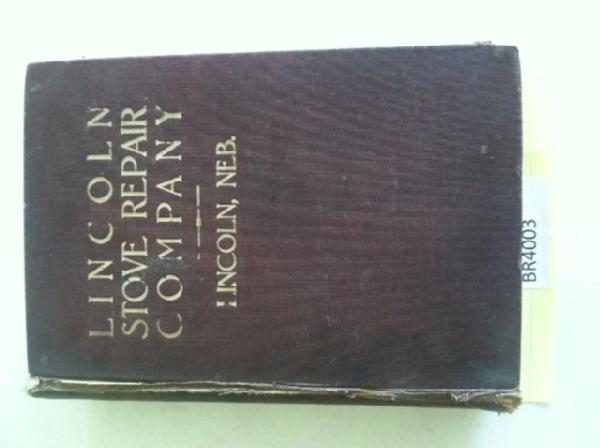 LINCOLN
STOVE REPAIR
COMPANY
LINCOLN, NEB.
BR4003